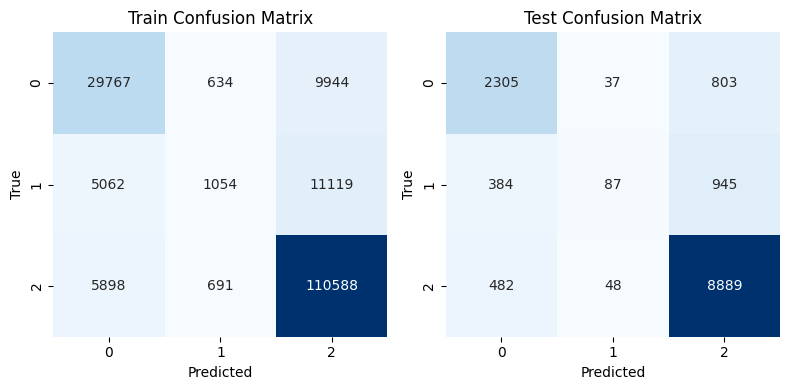 Train Confusion Matrix
0 29767 634 9944
1 5062 1054 11119
2 5898 691 110588
0 1 2
True
Predicted
Test Confusion Matrix
0 2305 37 803
1 384 87 945
2 482 48 8889
0 1 2
True
Predicted